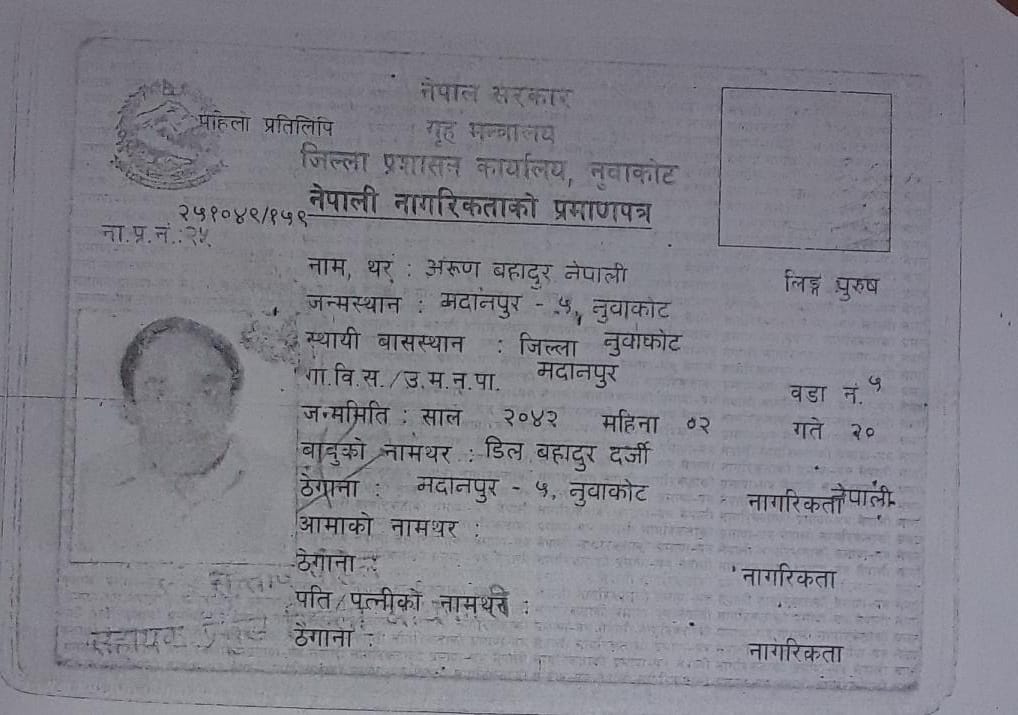 नेपाल सरकार
पहिलो प्रतिलिपि गृह मन्त्रालय
जिल्ला प्रशासन कार्यालय, नुवाकोट
नेपाली नागरिकताको प्रमाणपत्र
२५१०४९/१५९
ना.प्र.नं.:२५
नाम, थर : अरूण बहादुर नेपाली लिङ्ग पुरुष
जन्मस्थान : मदानपुर - ५, नुवाकोट
स्थायी बासस्थान : जिल्ला नुवाकोट
गा.वि.स./उ.म.न.पा. मदानपुर वडा नं. ५
जन्ममिति : साल २०४२ महिना ०२ गते २०
बाबुको नामथर : डिल बहादुर दर्जी
ठेगाना : मदानपुर - ५, नुवाकोट नागरिकता नेपाली
आमाको नामथर :
ठेगाना : नागरिकता
पति/पत्नीको नामथर :
ठेगाना : नागरिकता